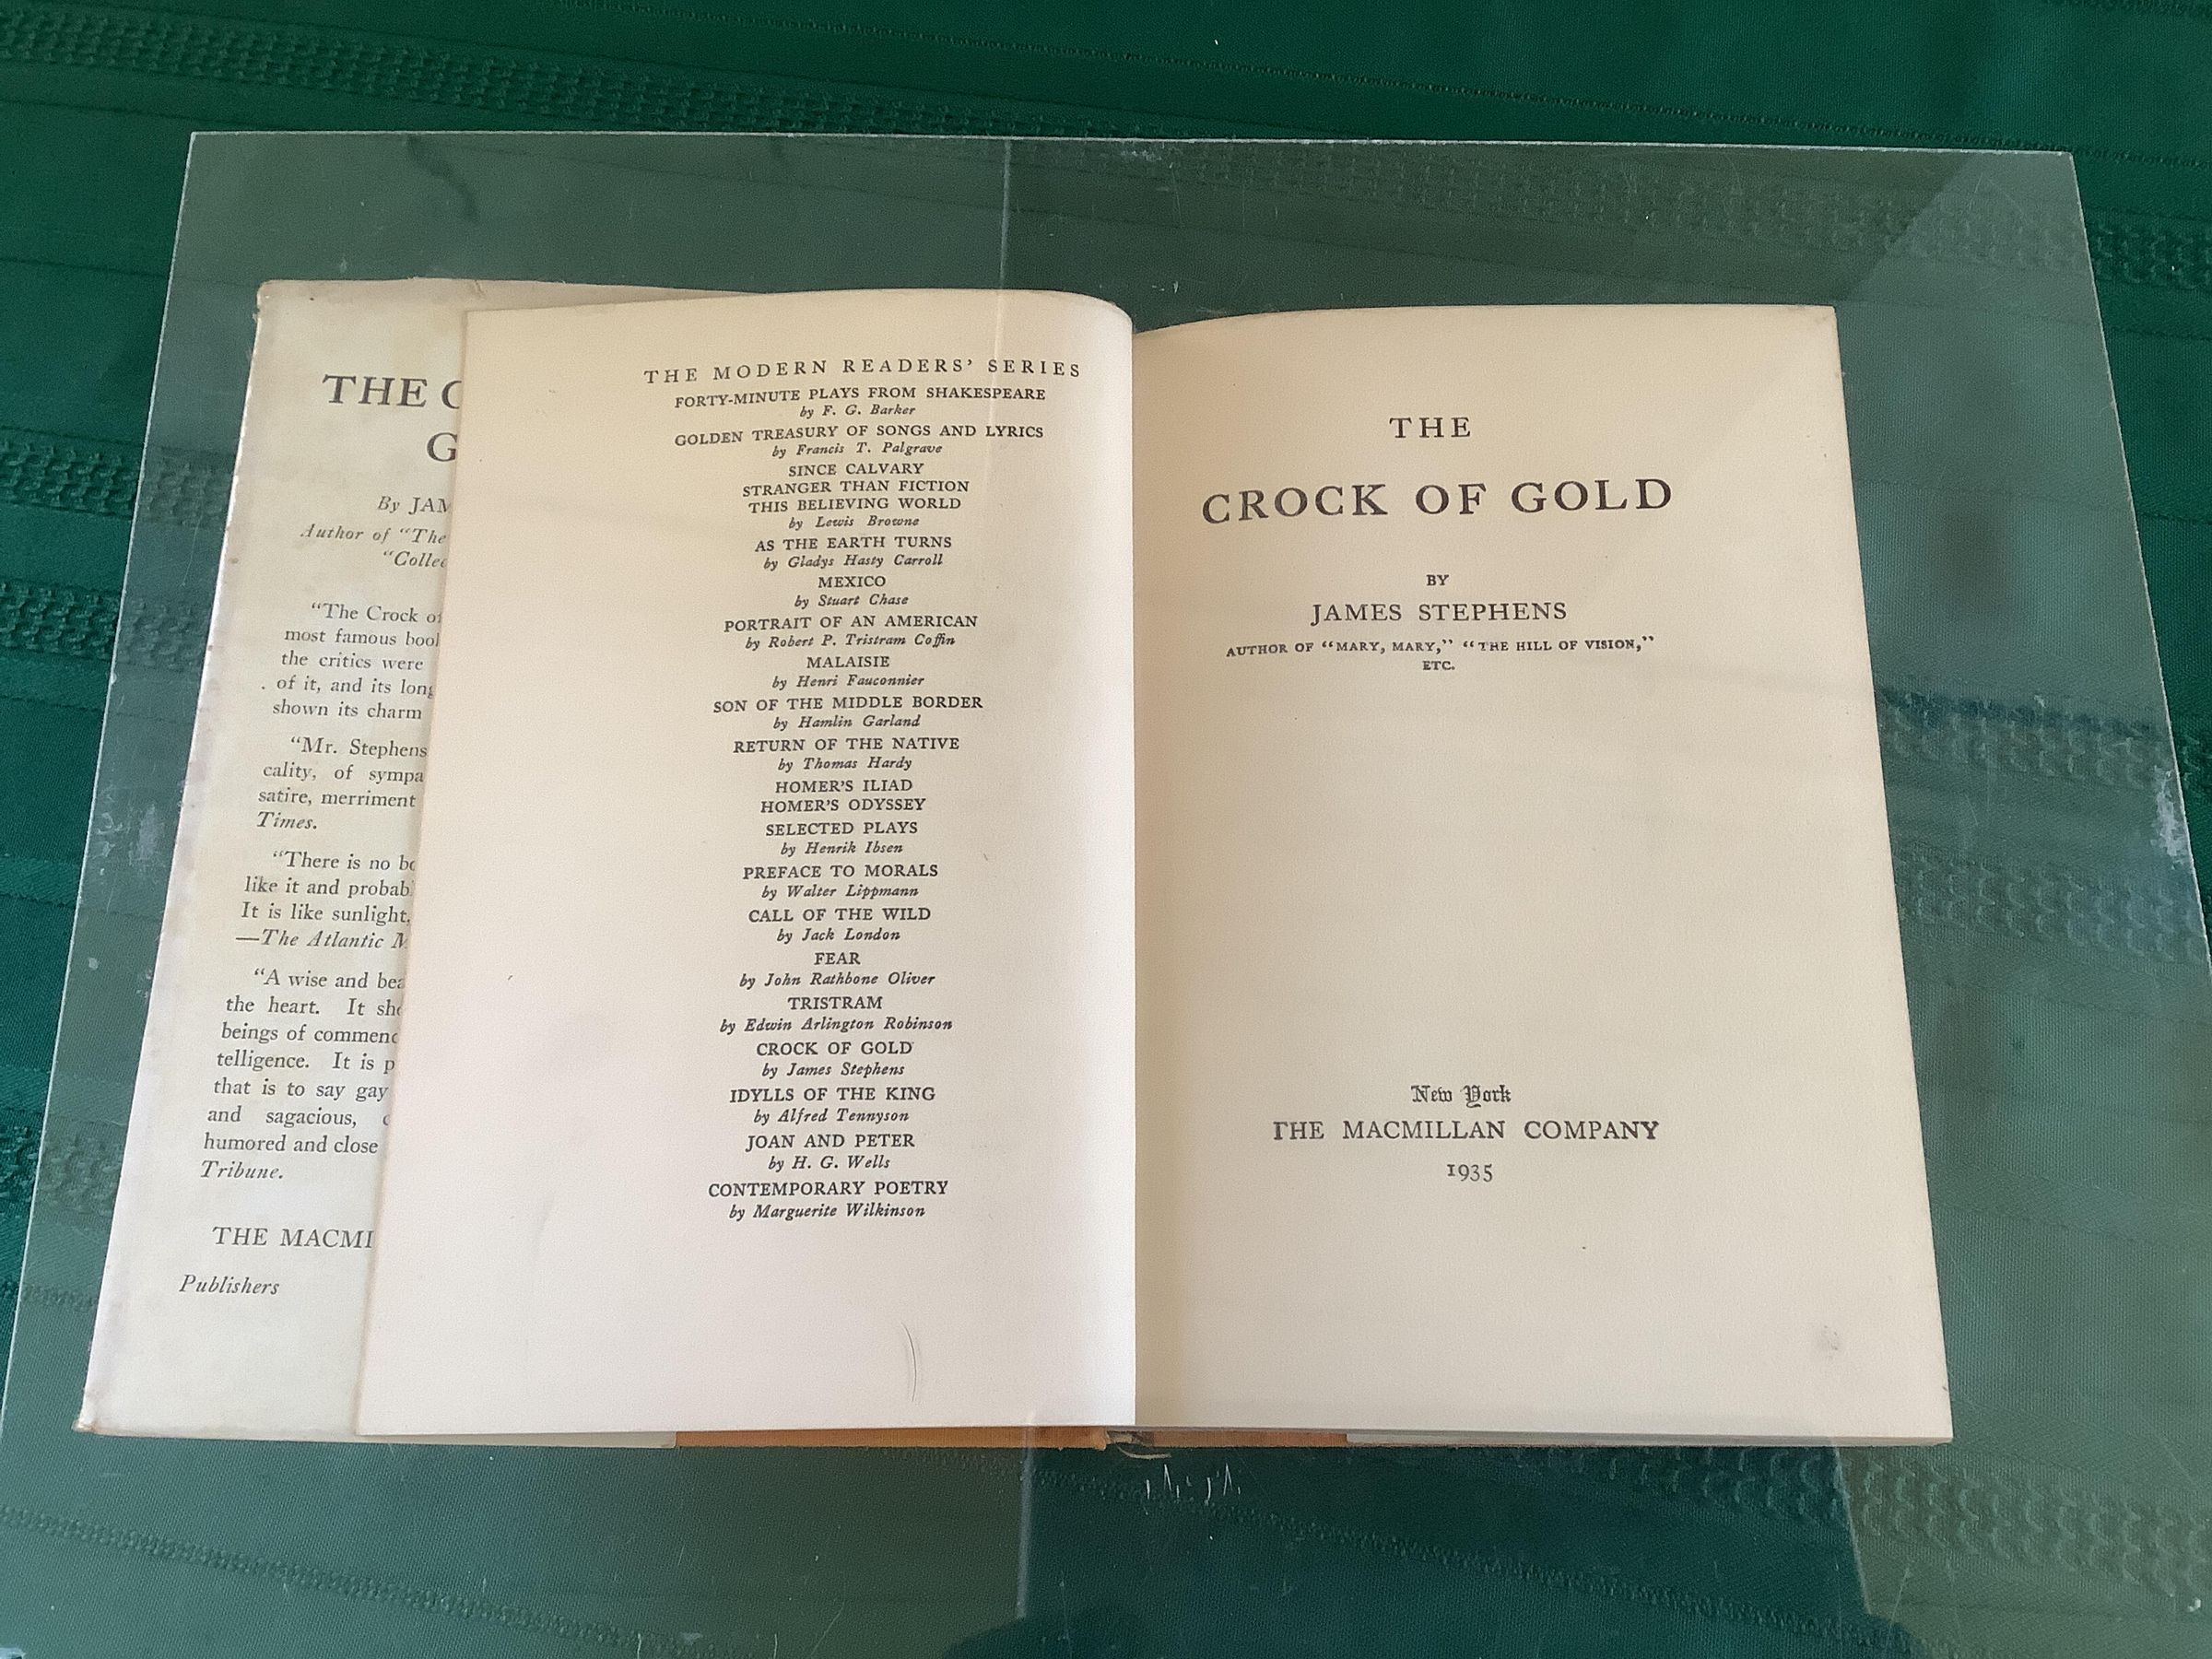 THE
By
Author of "The
"The Crock
most famous
the critics were
of it, and its
shown its charm
"Mr. Stephens
cality, of
satire, merriment
Times.
"There is no
like it and
It is like sunlight,
—The Atlantic
"A wise and
the heart. It
beings of
telligence. It is
that is to say gay
and sagacious,
humored and close
Tribune.
THE
Publishers
THE MODERN READERS' SERIES
FORTY-MINUTE PLAYS FROM SHAKESPEARE
by F. G. Barker
GOLDEN TREASURY OF SONGS AND LYRICS
by Francis T. Palgrave
SINCE CALVARY
STRANGER THAN FICTION
THIS BELIEVING WORLD
by Lewis Browne
AS THE EARTH TURNS
by Gladys Hasty Carroll
MEXICO
by Stuart Chase
PORTRAIT OF AN AMERICAN
by Robert P. Tristram Coffin
MALAISIE
by Henri Fauconnier
SON OF THE MIDDLE BORDER
by Hamlin Garland
RETURN OF THE NATIVE
by Thomas Hardy
HOMER'S ILIAD
HOMER'S ODYSSEY
SELECTED PLAYS
by Henrik Ibsen
PREFACE TO MORALS
by Walter Lippmann
CALL OF THE WILD
by Jack London
FEAR
by John Rathbone Oliver
TRISTRAM
by Edwin Arlington Robinson
CROCK OF GOLD
by James Stephens
IDYLLS OF THE KING
by Alfred Tennyson
JOAN AND PETER
by H. G. Wells
CONTEMPORARY POETRY
by Marguerite Wilkinson
THE
CROCK OF GOLD
BY
JAMES STEPHENS
AUTHOR OF "MARY, MARY," "THE HILL OF VISION,"
ETC.
New York
THE MACMILLAN COMPANY
1935